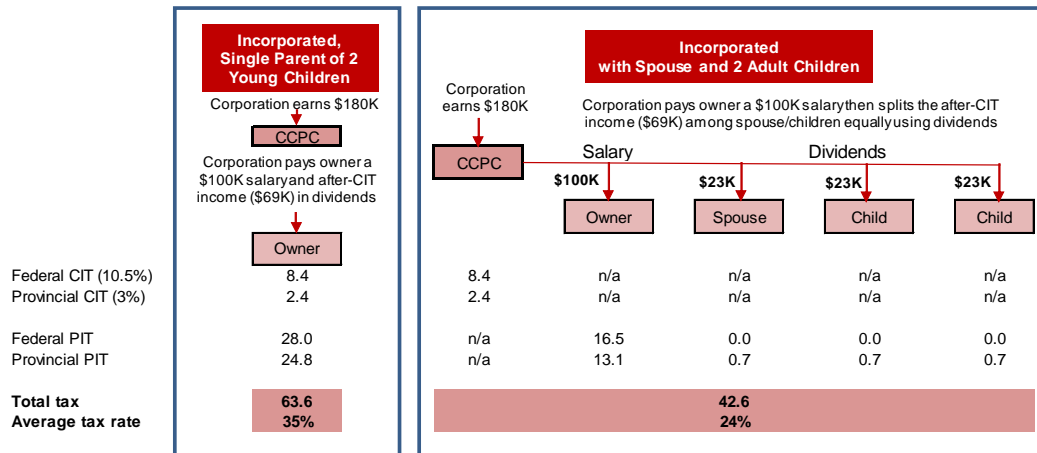 Incorporated,
Single Parent of 2
Young Children
Corporation earns $180K
CCPC
Corporation pays owner a
$100K salary and after-CIT
income ($69K) in dividends
Owner
Incorporated
with Spouse and 2 Adult Children
Corporation
earns $180K
Corporation pays owner a $100K salary then splits the after-CIT
income ($69K) among spouse/children equally using dividends
CCPC
Salary Dividends
$100K $23K $23K $23K
Owner Spouse Child Child
Federal CIT (10.5%) 8.4 8.4 n/a n/a n/a n/a
Provincial CIT (3%) 2.4 2.4 n/a n/a n/a n/a
Federal PIT 28.0 n/a 16.5 0.0 0.0 0.0
Provincial PIT 24.8 n/a 13.1 0.7 0.7 0.7
Total tax 63.6 42.6
Average tax rate 35% 24%